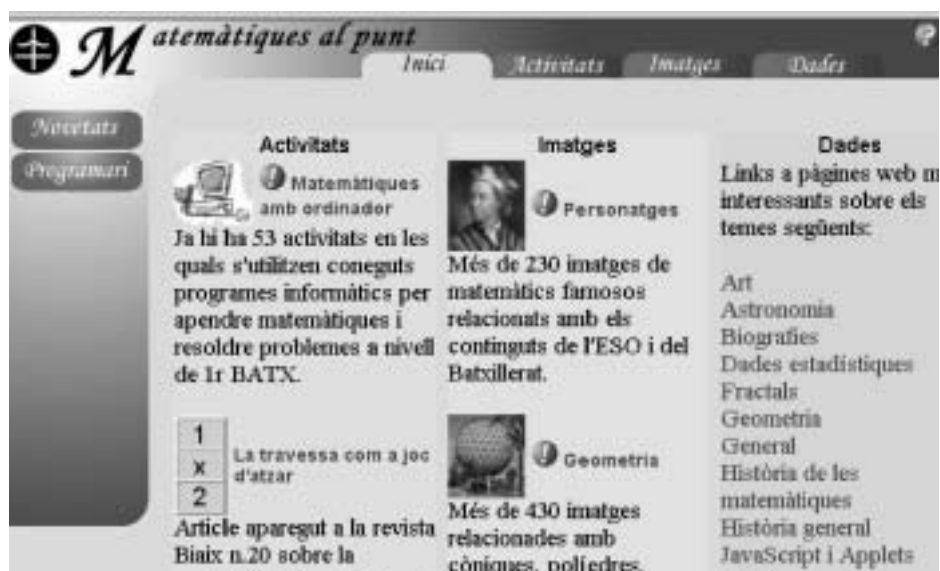 Matemàtiques al punt
Inici Activitats Imatges Dades
Novetats
Programari
Activitats
Matemàtiques
amb ordinador
Ja hi ha 53 activitats en les
quals s'utilitzen coneguts
programes informàtics per
apendre matemàtiques i
resoldre problemes a nivell
de 1r BATX.
1
x
2
La travessa com a joc
d'atzar
Article aparegut a la revista
Biaix n.20 sobre la
Imatges
Personatges
Més de 230 imatges de
matemàtics famosos
relacionats amb els
continguts de l'ESO i del
Batxillerat.
Geometria
Més de 430 imatges
relacionades amb
còniques, políedres,
Dades
Links a pàgines web m
interessants sobre els
temes següents:
Art
Astronomia
Biografies
Dades estadístiques
Fractals
Geometria
General
Història de les
matemàtiques
Història general
JavaScript i Applets